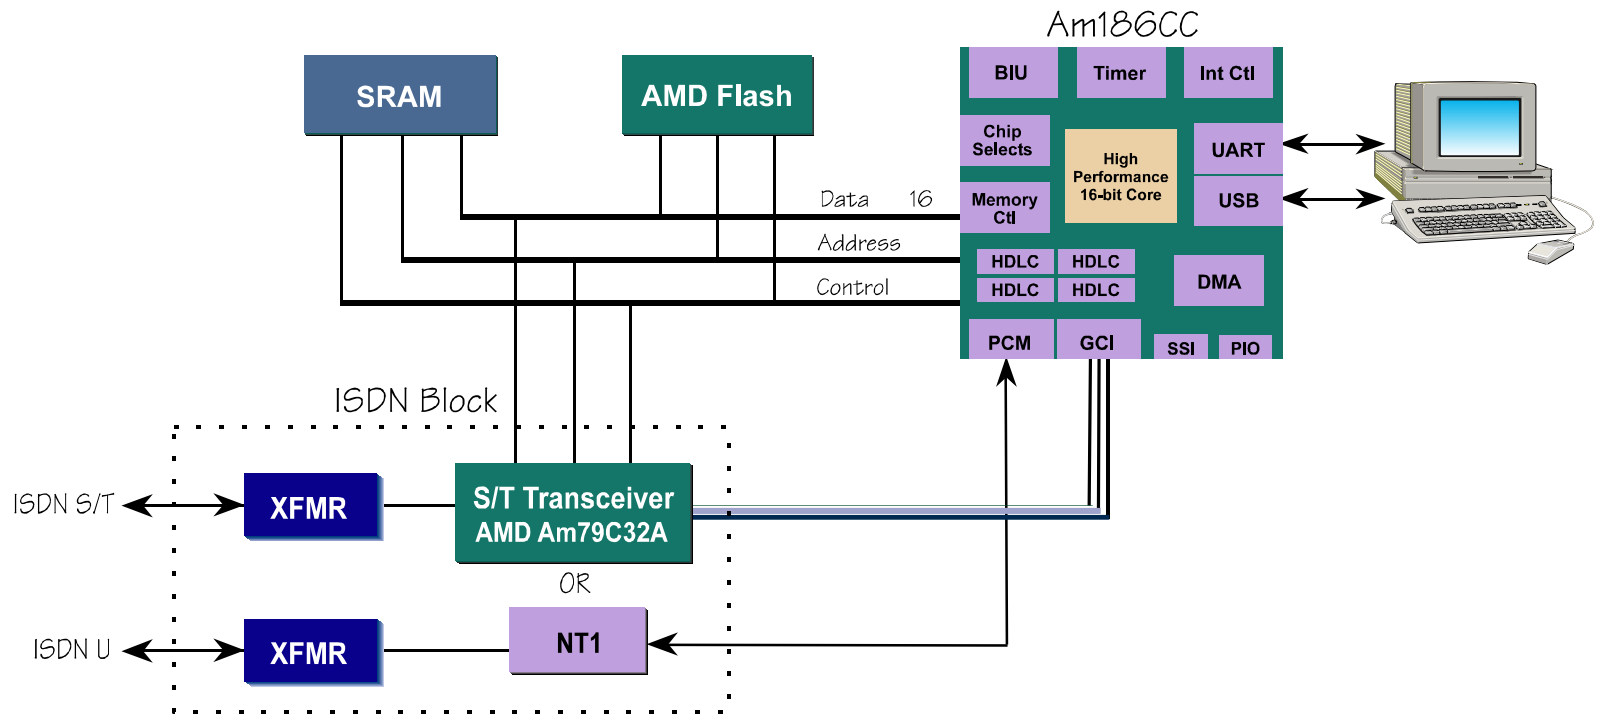 Am186CC
SRAM
AMD Flash
BIU
Timer
Int Ctl
Chip
Selects
High
Performance
16-bit Core
UART
Memory
Ctl
USB
Data 16
Address
Control
HDLC HDLC
HDLC HDLC
DMA
PCM
GCI
SSI
PIO
ISDN Block
ISDN S/T
XFMR
S/T Transceiver
AMD Am79C32A
OR
ISDN U
XFMR
NT1